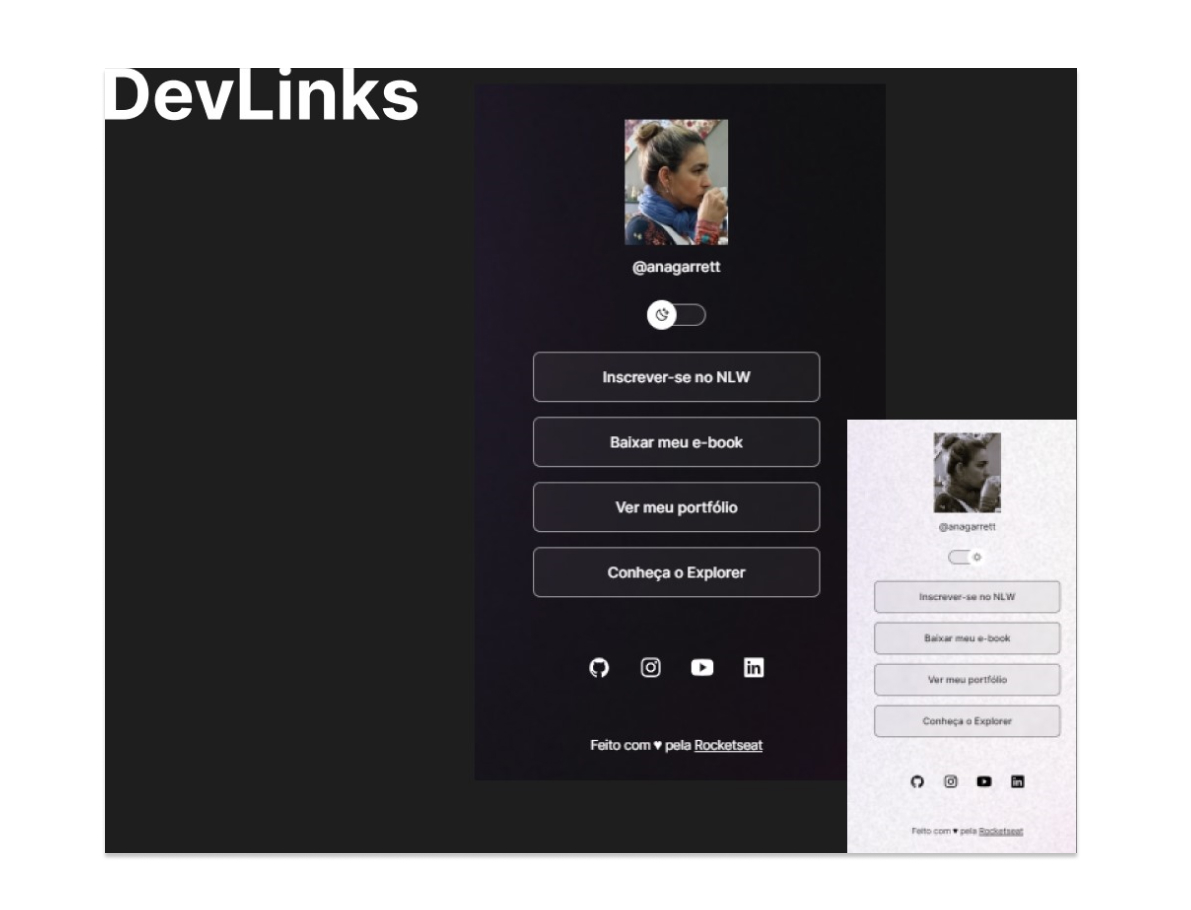 DevLinks
@anagarrett
Inscrever-se no NLW
Baixar meu e-book
Ver meu portfólio
Conheça o Explorer
Feito com ♥ pela Rocketseat
@anagarrett
Inscrever-se no NLW
Baixar meu e-book
Ver meu portfólio
Conheça o Explorer
Feito com ♥ pela Rocketseat